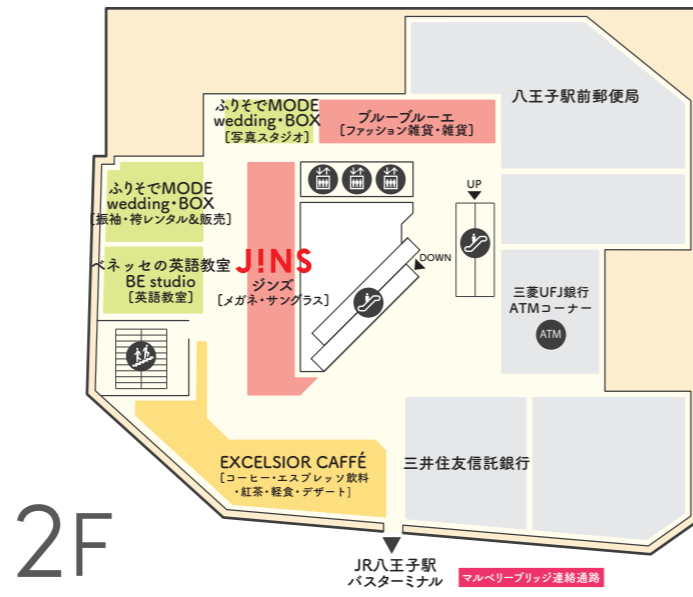 八王子駅前郵便局
ふりそでMODE
wedding・BOX
[写真スタジオ]
ブルーブルーエ
[ファッション雑貨・雑貨]
ふりそでMODE
wedding・BOX
[振袖・袴レンタル&販売]
UP
ベネッセの英語教室
BE studio
[英語教室]
J!NS
ジンズ
[メガネ・サングラス]
DOWN
三菱UFJ銀行
ATMコーナー
ATM
EXCELSIOR CAFFÉ
[コーヒー・エスプレッソ飲料
・紅茶・軽食・デザート]
三井住友信託銀行
2F
JR八王子駅
バスターミナル
マルベリーブリッジ連絡通路